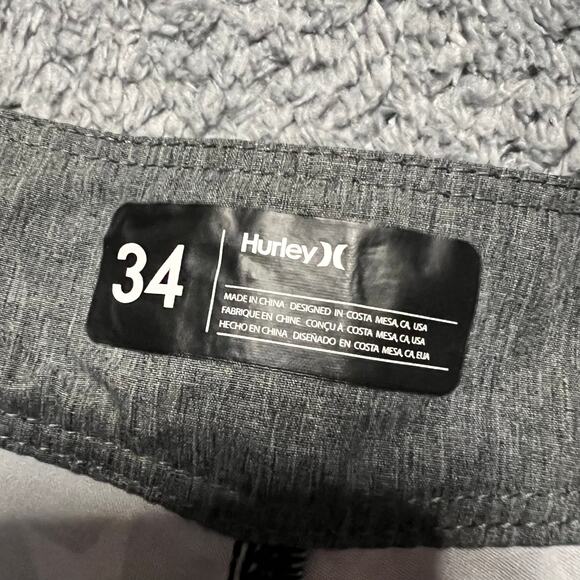 34
Hurley
MADE IN CHINA DESIGNED IN COSTA MESA, CA, USA
FABRIQUE EN CHINE CONÇU À COSTA MESA, CA, USA
HECHO EN CHINA DISEÑADO EN COSTA MESA, CA, EUA